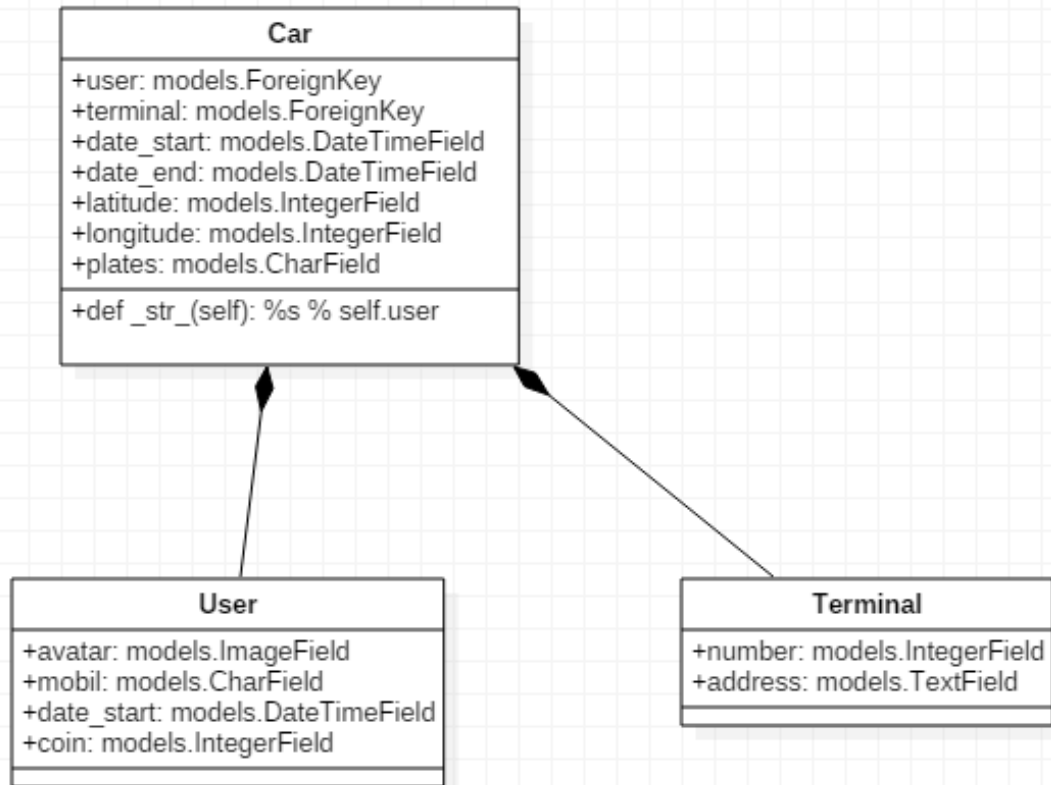 Car
+user: models.ForeignKey
+terminal: models.ForeignKey
+date_start: models.DateTimeField
+date_end: models.DateTimeField
+latitude: models.IntegerField
+longitude: models.IntegerField
+plates: models.CharField
+def _str_(self): %s % self.user
User
+avatar: models.ImageField
+mobil: models.CharField
+date_start: models.DateTimeField
+coin: models.IntegerField
Terminal
+number: models.IntegerField
+address: models.TextField